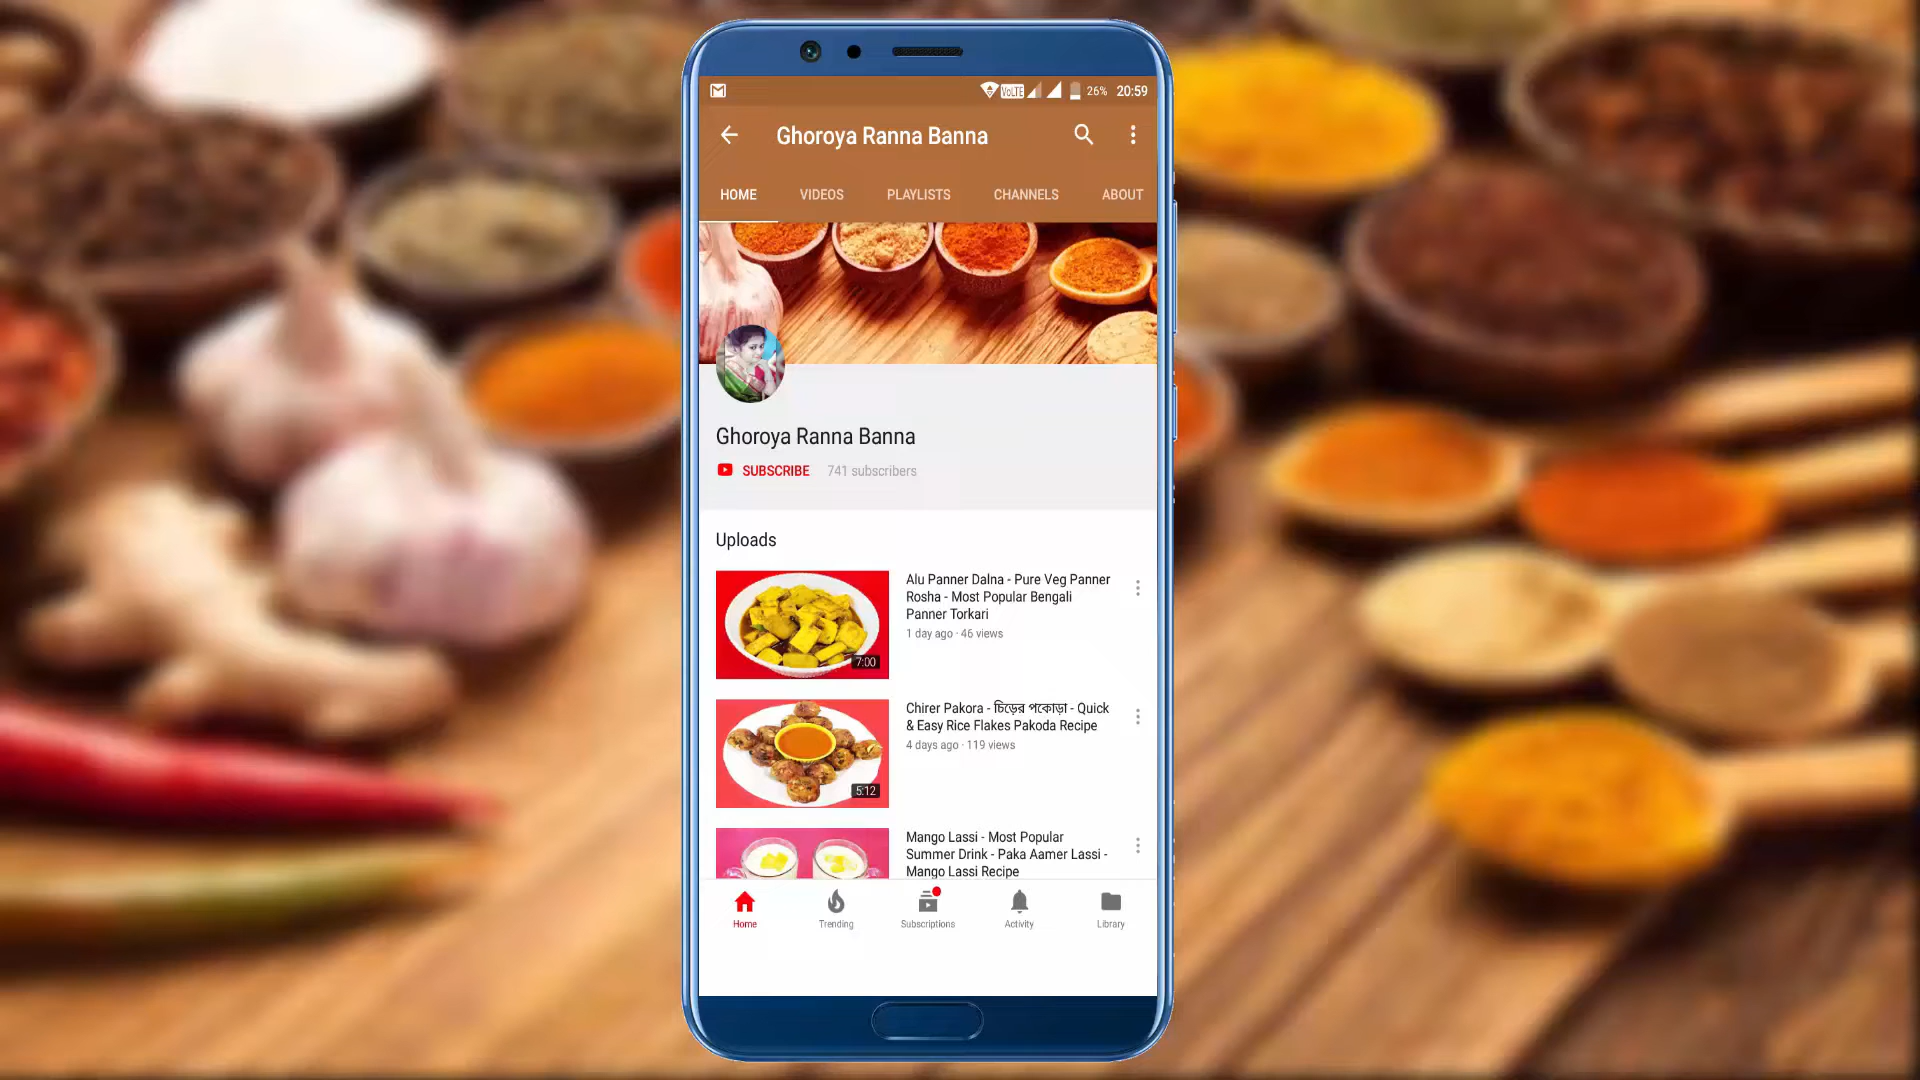 VoLTE 26% 20:59
Ghoroya Ranna Banna
HOME VIDEOS PLAYLISTS CHANNELS ABOUT
Ghoroya Ranna Banna
SUBSCRIBE 741 subscribers
Uploads
Alu Panner Dalna - Pure Veg Panner
Rosha - Most Popular Bengali
Panner Torkari
1 day ago · 46 views
7:00
Chirer Pakora - চিড়ের পকোড়া - Quick
& Easy Rice Flakes Pakoda Recipe
4 days ago · 119 views
5:12
Mango Lassi - Most Popular
Summer Drink - Paka Aamer Lassi -
Mango Lassi Recipe
Home Trending Subscriptions Activity Library